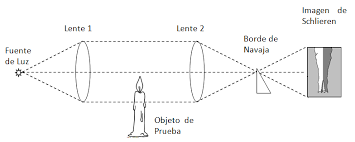 Imagen de
Schlieren
Lente 1
Lente 2
Borde de
Navaja
Fuente
de Luz
Objeto de
Prueba